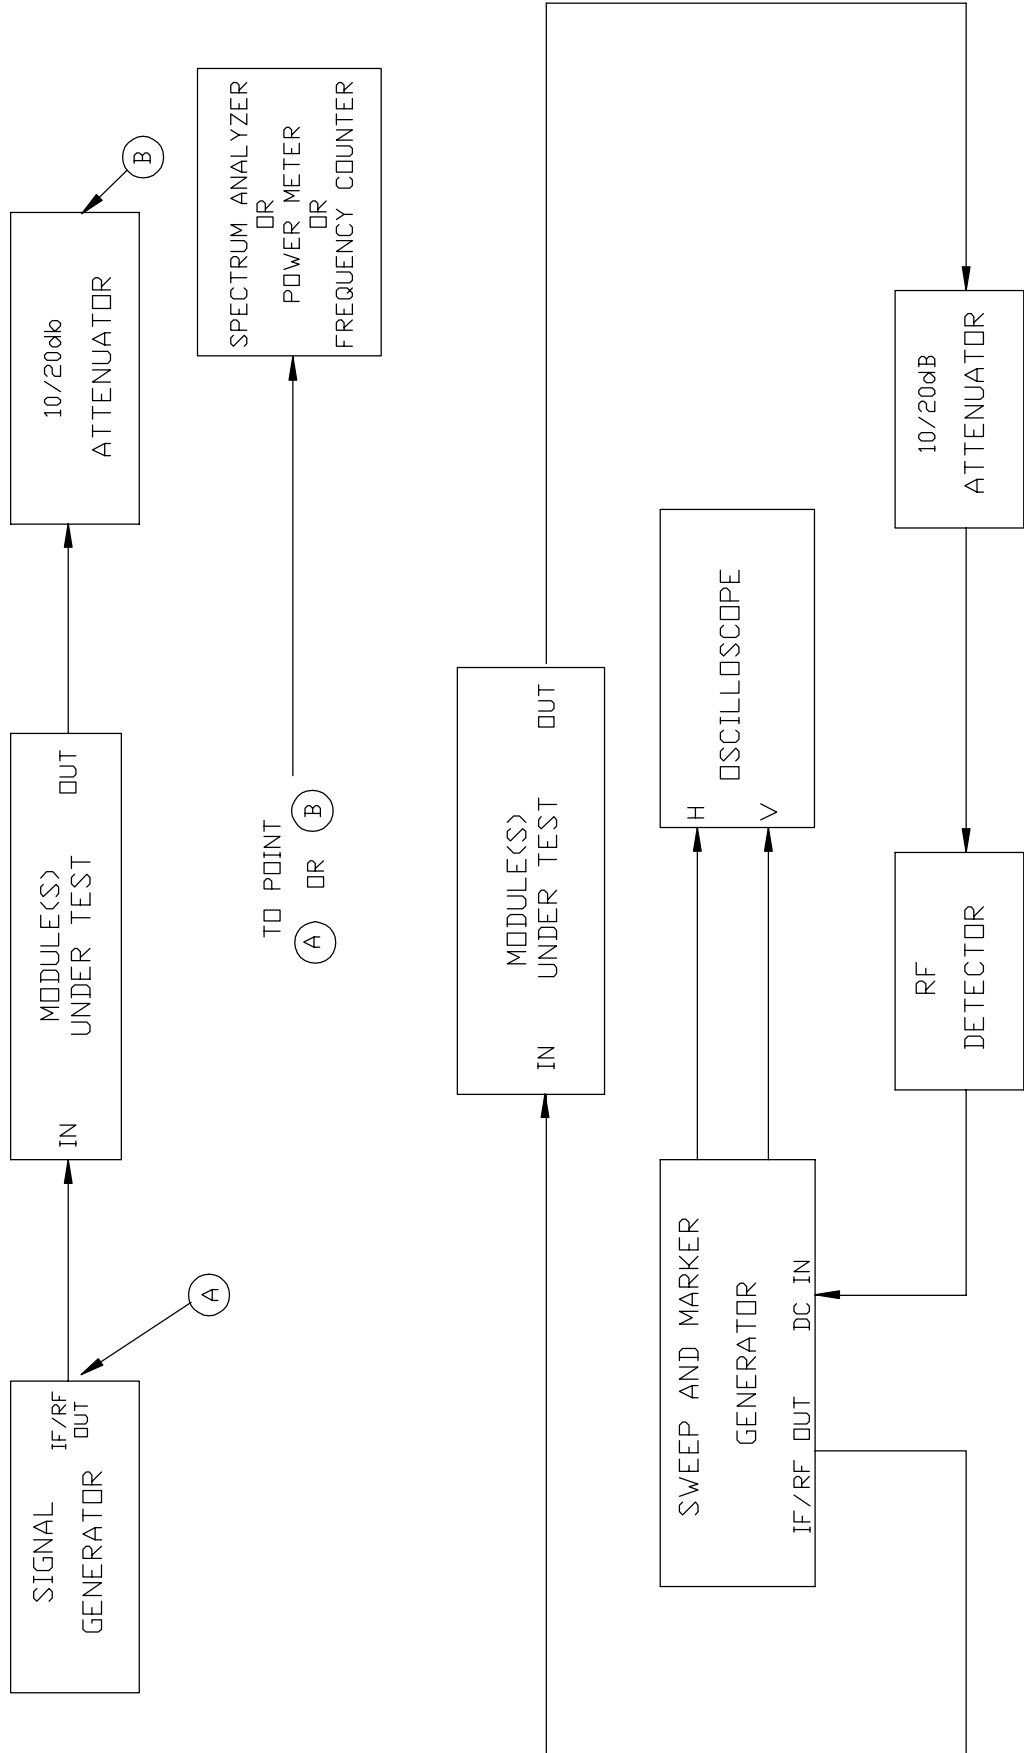 SIGNAL
GENERATOR
IF/RF
OUT
A
IN
MODULE(S)
UNDER TEST
OUT
10/20db
ATTENUATOR
B
TO POINT
A OR B
SPECTRUM ANALYZER
OR
POWER METER
OR
FREQUENCY COUNTER
IN
MODULE(S)
UNDER TEST
OUT
SWEEP AND MARKER
GENERATOR
IF/RF OUT
DC IN
H
V
OSCILLOSCOPE
RF
DETECTOR
10/20dB
ATTENUATOR